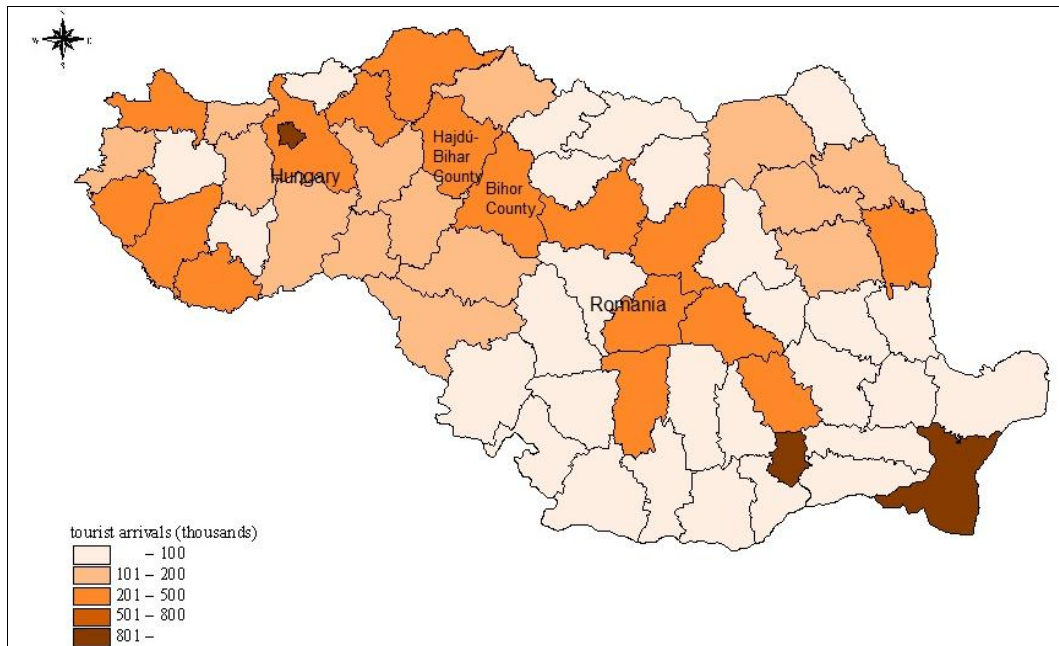 N
W E
S
Hajdú-
Bihar
County
Hungary
Bihor
County
Romania
tourist arrivals (thousands)
– 100
101 – 200
201 – 500
501 – 800
801 –